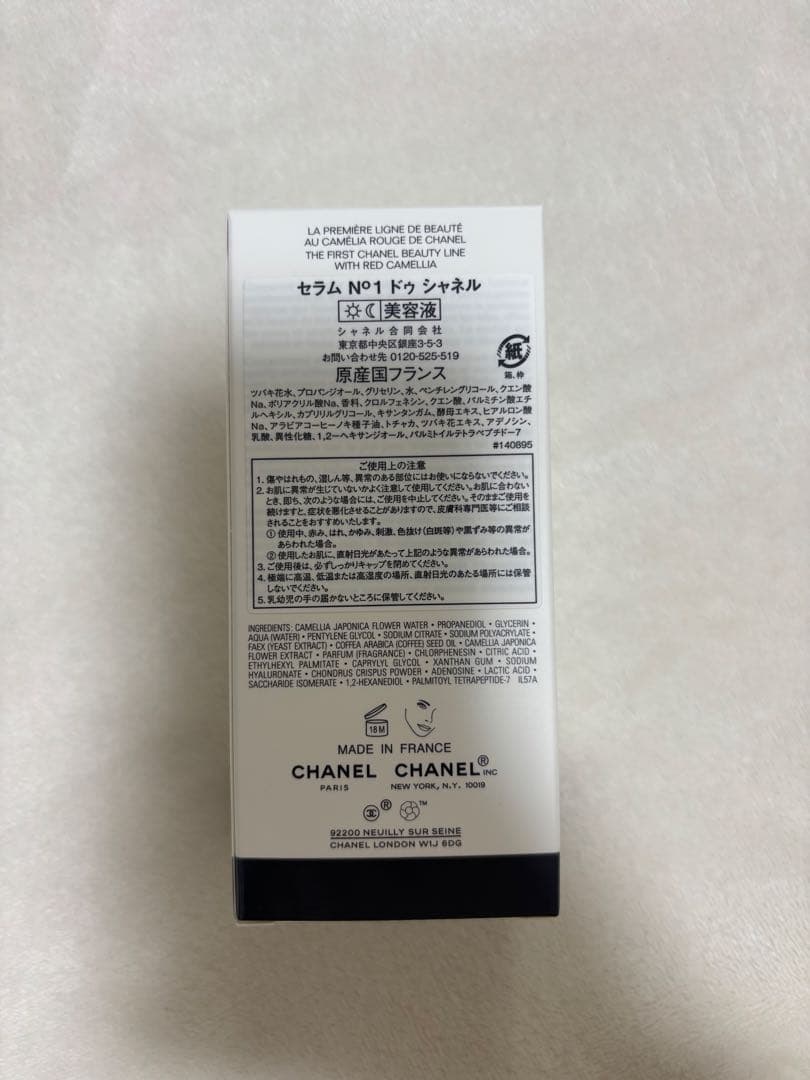 LA PREMIÈRE LIGNE DE BEAUTÉ
AU CAMÉLIA ROUGE DE CHANEL
THE FIRST CHANEL BEAUTY LINE
WITH RED CAMELLIA
セラム Nº1 ドゥ シャネル
美容液
シャネル合同会社
東京都中央区銀座3-5-3
お問い合わせ先 0120-525-519
紙
箱、枠
原産国フランス
ツバキ花水、プロパンジオール、グリセリン、水、ペンチレングリコール、クエン酸
Na、ポリアクリル酸Na、香料、クロルフェネシン、クエン酸、パルミチン酸エチ
ルヘキシル、カプリリルグリコール、キサンタンガム、酵母エキス、ヒアルロン酸
Na、アラビアコーヒーノキ種子油、トチャカ、ツバキ花エキス、アデノシン、
乳酸、異性化糖、1,2-ヘキサンジオール、パルミトイルテトラペプチド-7
#140895
ご使用上の注意
1. 傷やはれもの、湿しん等、異常のある部位にはお使いにならないでください。
2. お肌に異常が生じていないかよく注意して使用してください。お肌に合わない
とき、即ち、次のような場合には、ご使用を中止してください。そのままご使用を
続けますと、症状を悪化させることがありますので、皮膚科専門医等にご相談
されることをおすすめいたします。
① 使用中、赤み、はれ、かゆみ、刺激、色抜け(白斑等)や黒ずみ等の異常が
あらわれた場合。
② 使用したお肌に、直射日光があたって上記のような異常があらわれた場合。
3. ご使用後は、必ずしっかりキャップを閉めてください。
4. 極端に高温、低温または高湿度の場所、直射日光のあたる場所には保管
しないでください。
5. 乳幼児の手の届かないところに保管してください。
INGREDIENTS: CAMELLIA JAPONICA FLOWER WATER • PROPANEDIOL • GLYCERIN •
AQUA (WATER) • PENTYLENE GLYCOL • SODIUM CITRATE • SODIUM POLYACRYLATE •
FAEX (YEAST EXTRACT) • COFFEA ARABICA (COFFEE) SEED OIL • CAMELLIA JAPONICA
FLOWER EXTRACT • PARFUM (FRAGRANCE) • CHLORPHENESIN • CITRIC ACID •
ETHYLHEXYL PALMITATE • CAPRYLYL GLYCOL • XANTHAN GUM • SODIUM
HYALURONATE • CHONDRUS CRISPUS POWDER • ADENOSINE • LACTIC ACID •
SACCHARIDE ISOMERATE • 1,2-HEXANEDIOL • PALMITOYL TETRAPEPTIDE-7 IL57A
18 M
MADE IN FRANCE
CHANEL CHANEL® INC
PARIS NEW YORK, N.Y. 10019
® ™
92200 NEUILLY SUR SEINE
CHANEL LONDON W1J 6DG